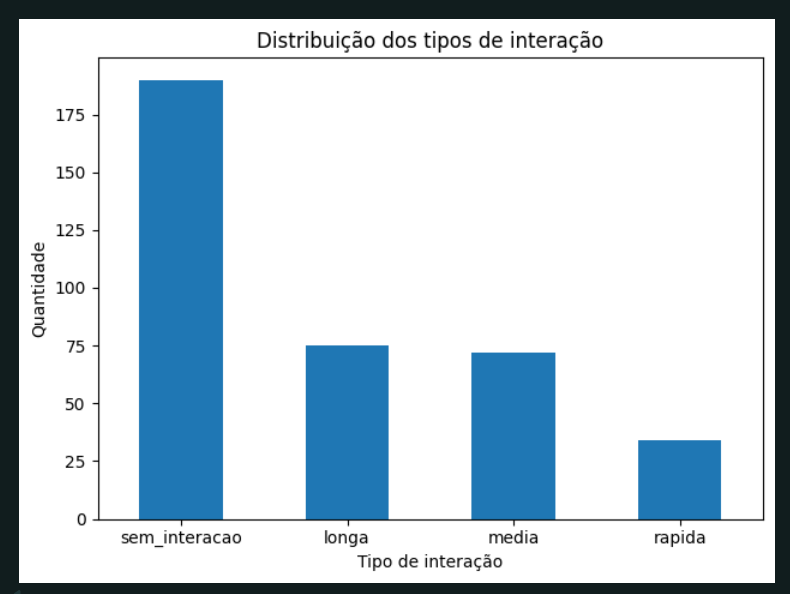 Distribuição dos tipos de interação
Quantidade
175
150
125
100
75
50
25
0
sem_interacao longa media rapida
Tipo de interação